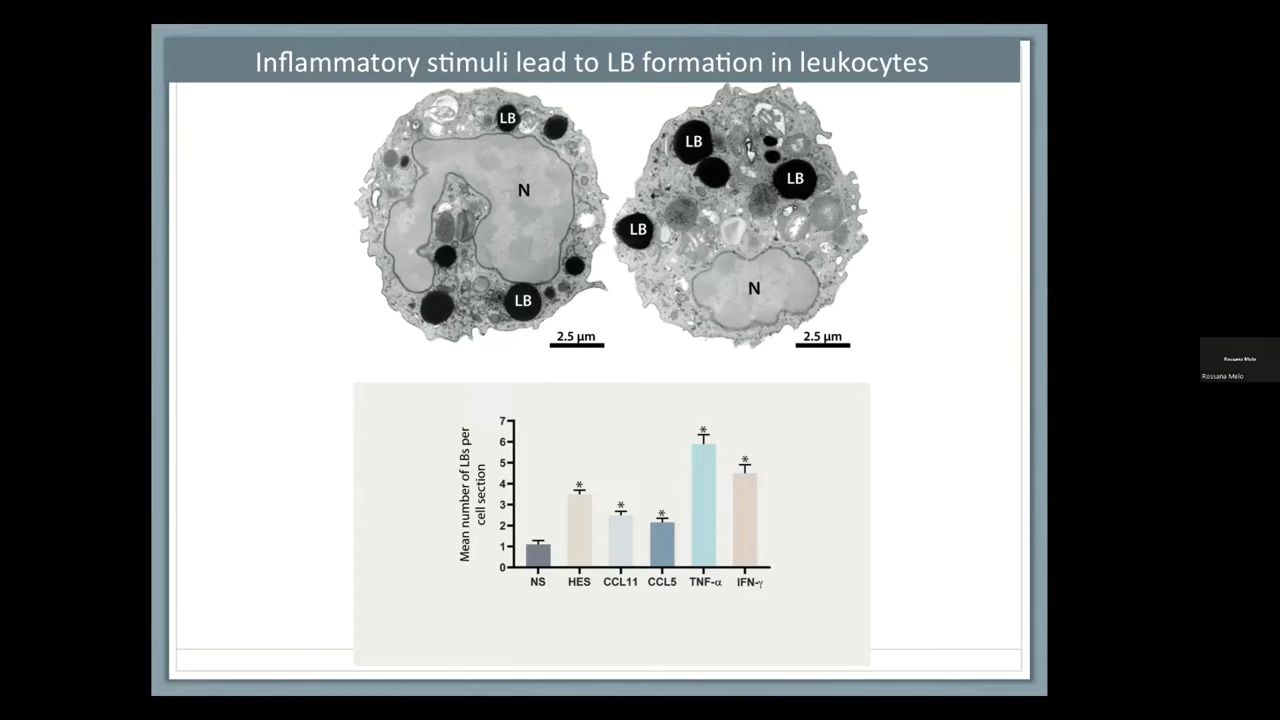 Inflammatory stimuli lead to LB formation in leukocytes
LB
N
LB
2.5 µm
LB
LB
LB
N
2.5 µm
Mean number of LBs per
cell section
7
6
5
4
3
2
1
0
*
*
*
*
*
NS HES CCL11 CCL5 TNF-α IFN-γ
Rossana Melo
Rossana Melo